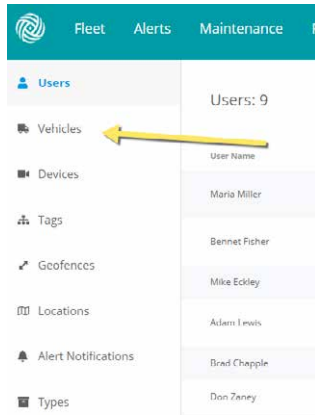 Fleet Alerts Maintenance
Users
Users: 9
Vehicles
User Name
Devices
Maria Miller
Tags
Bennet Fisher
Geofences
Mike Eckley
Locations
Adam Lewis
Alert Notifications
Brad Chapple
Types
Don Zaney